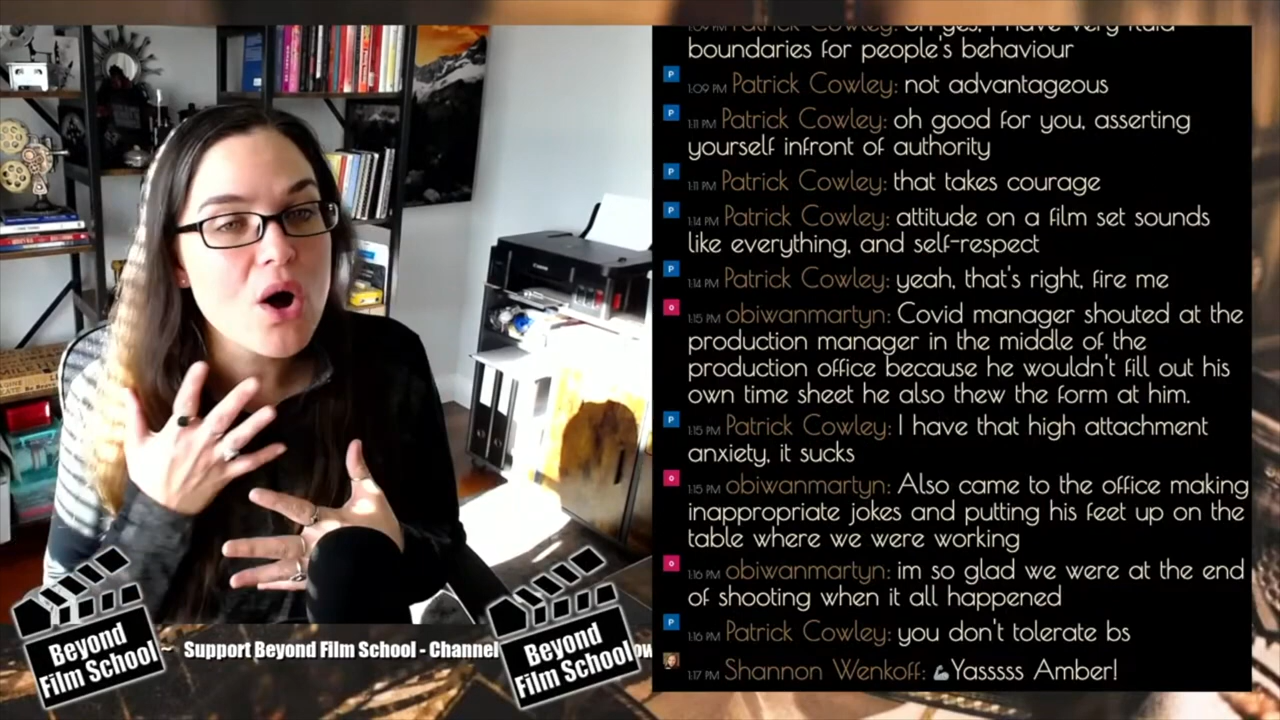 boundaries for people's behaviour
1:09 PM Patrick Cowley: not advantageous
1:11 PM Patrick Cowley: oh good for you, asserting
yourself infront of authority
1:11 PM Patrick Cowley: that takes courage
1:14 PM Patrick Cowley: attitude on a film set sounds
like everything, and self-respect
1:14 PM Patrick Cowley: yeah, that's right, fire me
1:15 PM obiwanmartyn: Covid manager shouted at the
production manager in the middle of the
production office because he wouldn't fill out his
own time sheet he also thew the form at him.
1:15 PM Patrick Cowley: I have that high attachment
anxiety, it sucks
1:15 PM obiwanmartyn: Also came to the office making
inappropriate jokes and putting his feet up on the
table where we were working
1:16 PM obiwanmartyn: im so glad we were at the end
of shooting when it all happened
1:16 PM Patrick Cowley: you don't tolerate bs
1:17 PM Shannon Wenkoff: 💪Yasssss Amber!
Canon
Beyond
Film School
~ Support Beyond Film School - Channel
Beyond
Film School